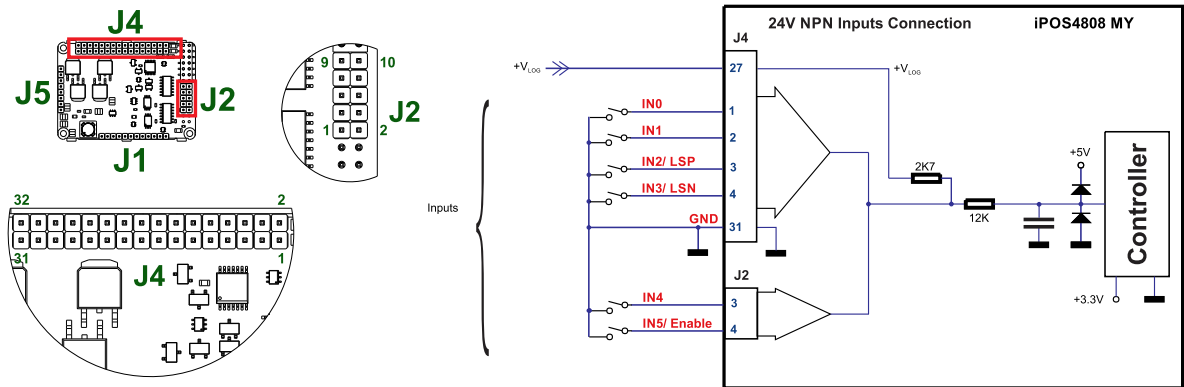 J4
J5
J2
J1
9
10
J2
1
2
32
2
31
1
J4
Inputs
24V NPN Inputs Connection
iPOS4808 MY
J4
+VLOG
27
+VLOG
IN0
1
IN1
2
IN2/ LSP
3
IN3/ LSN
4
GND
31
2K7
12K
+5V
Controller
+3.3V
J2
IN4
3
IN5/ Enable
4